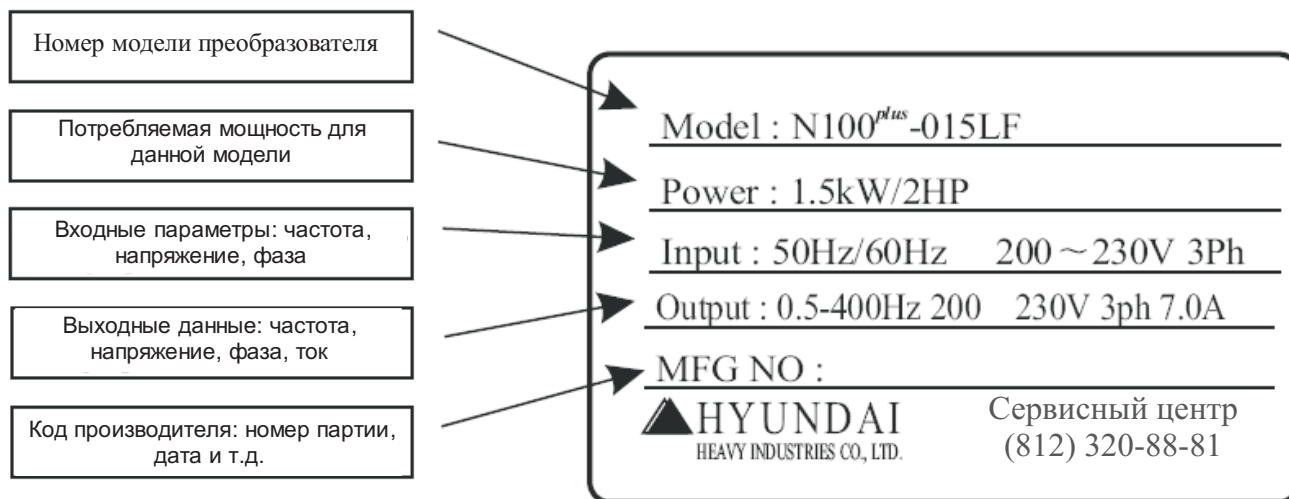 Номер модели преобразователя
Потребляемая мощность для
данной модели
Входные параметры: частота,
напряжение, фаза
Выходные данные: частота,
напряжение, фаза, ток
Код производителя: номер партии,
дата и т.д.
Model : N100plus-015LF
Power : 1.5kW/2HP
Input : 50Hz/60Hz 200～230V 3Ph
Output : 0.5-400Hz 200 230V 3ph 7.0A
MFG NO :
HYUNDAI
HEAVY INDUSTRIES CO., LTD.
Сервисный центр
(812) 320-88-81